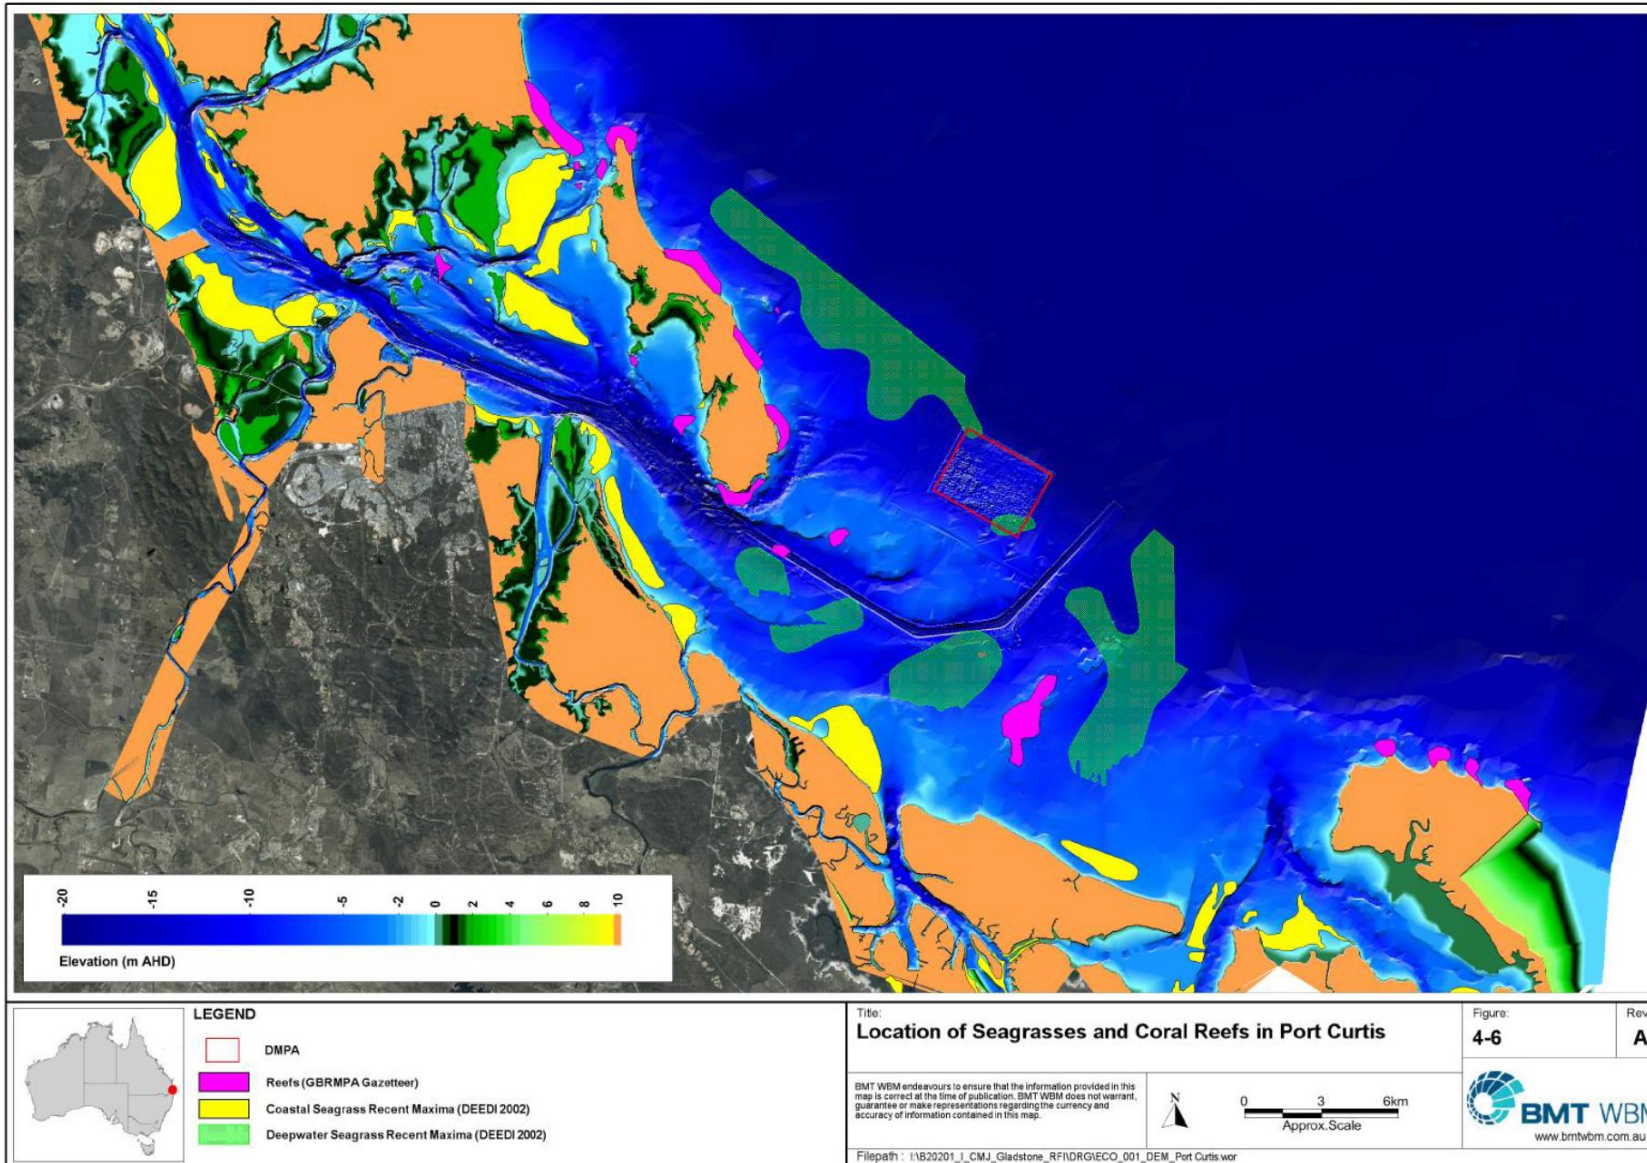 -20 -15 -10 -5 -2 0 2 4 6 8 10
Elevation (m AHD)
LEGEND
DMPA
Reefs (GBRMPA Gazetteer)
Coastal Seagrass Recent Maxima (DEEDI 2002)
Deepwater Seagrass Recent Maxima (DEEDI 2002)
Title:
Location of Seagrasses and Coral Reefs in Port Curtis
Figure:
4-6
Rev
A
BMT WBM endeavours to ensure that the information provided in this
map is correct at the time of publication. BMT WBM does not warrant,
guarantee or make representations regarding the currency and
accuracy of information contained in this map.
N
0 3 6km
Approx.Scale
BMT WBM
www.bmtwbm.com.au
Filepath : I:\B20201_I_CMJ_Gladstone_RFI\DRG\ECO_001_DEM_Port Curtis.wor